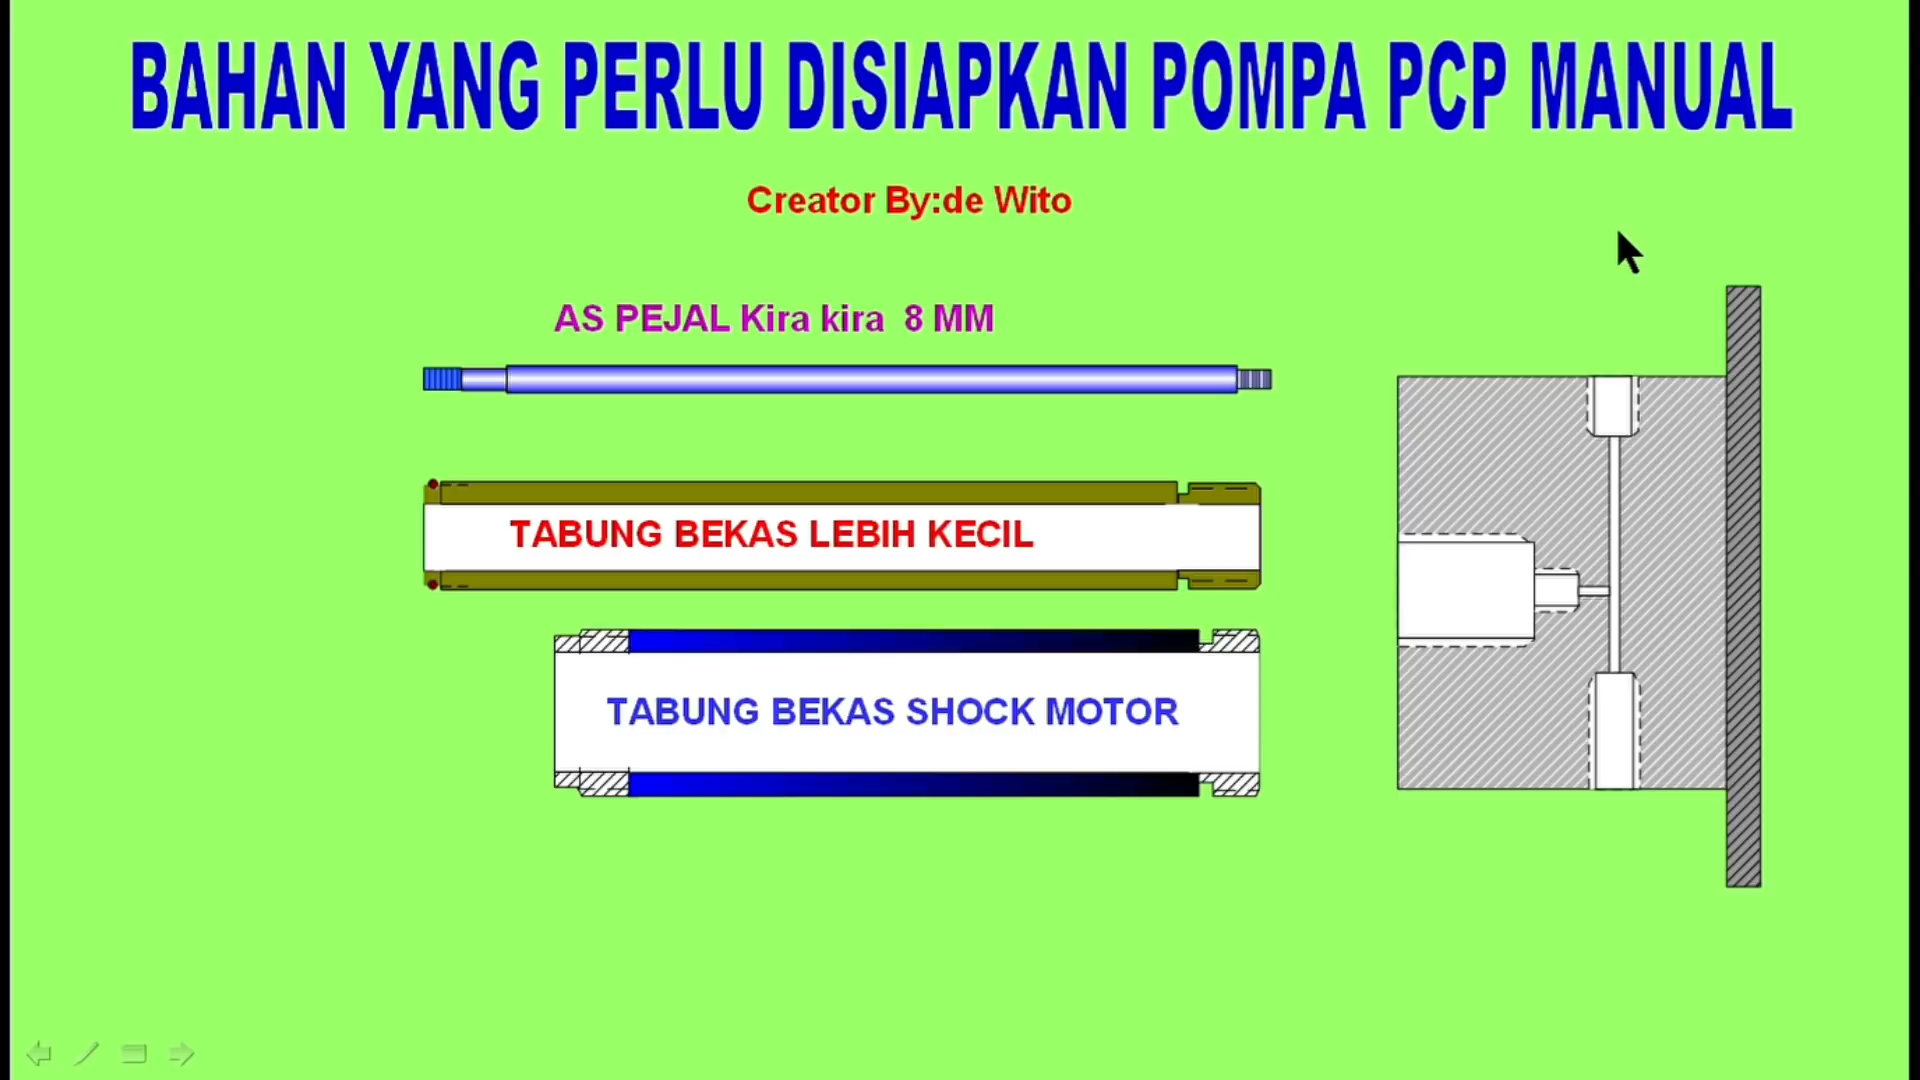 BAHAN YANG PERLU DISIAPKAN POMPA PCP MANUAL
Creator By:de Wito
AS PEJAL Kira kira 8 MM
TABUNG BEKAS LEBIH KECIL
TABUNG BEKAS SHOCK MOTOR